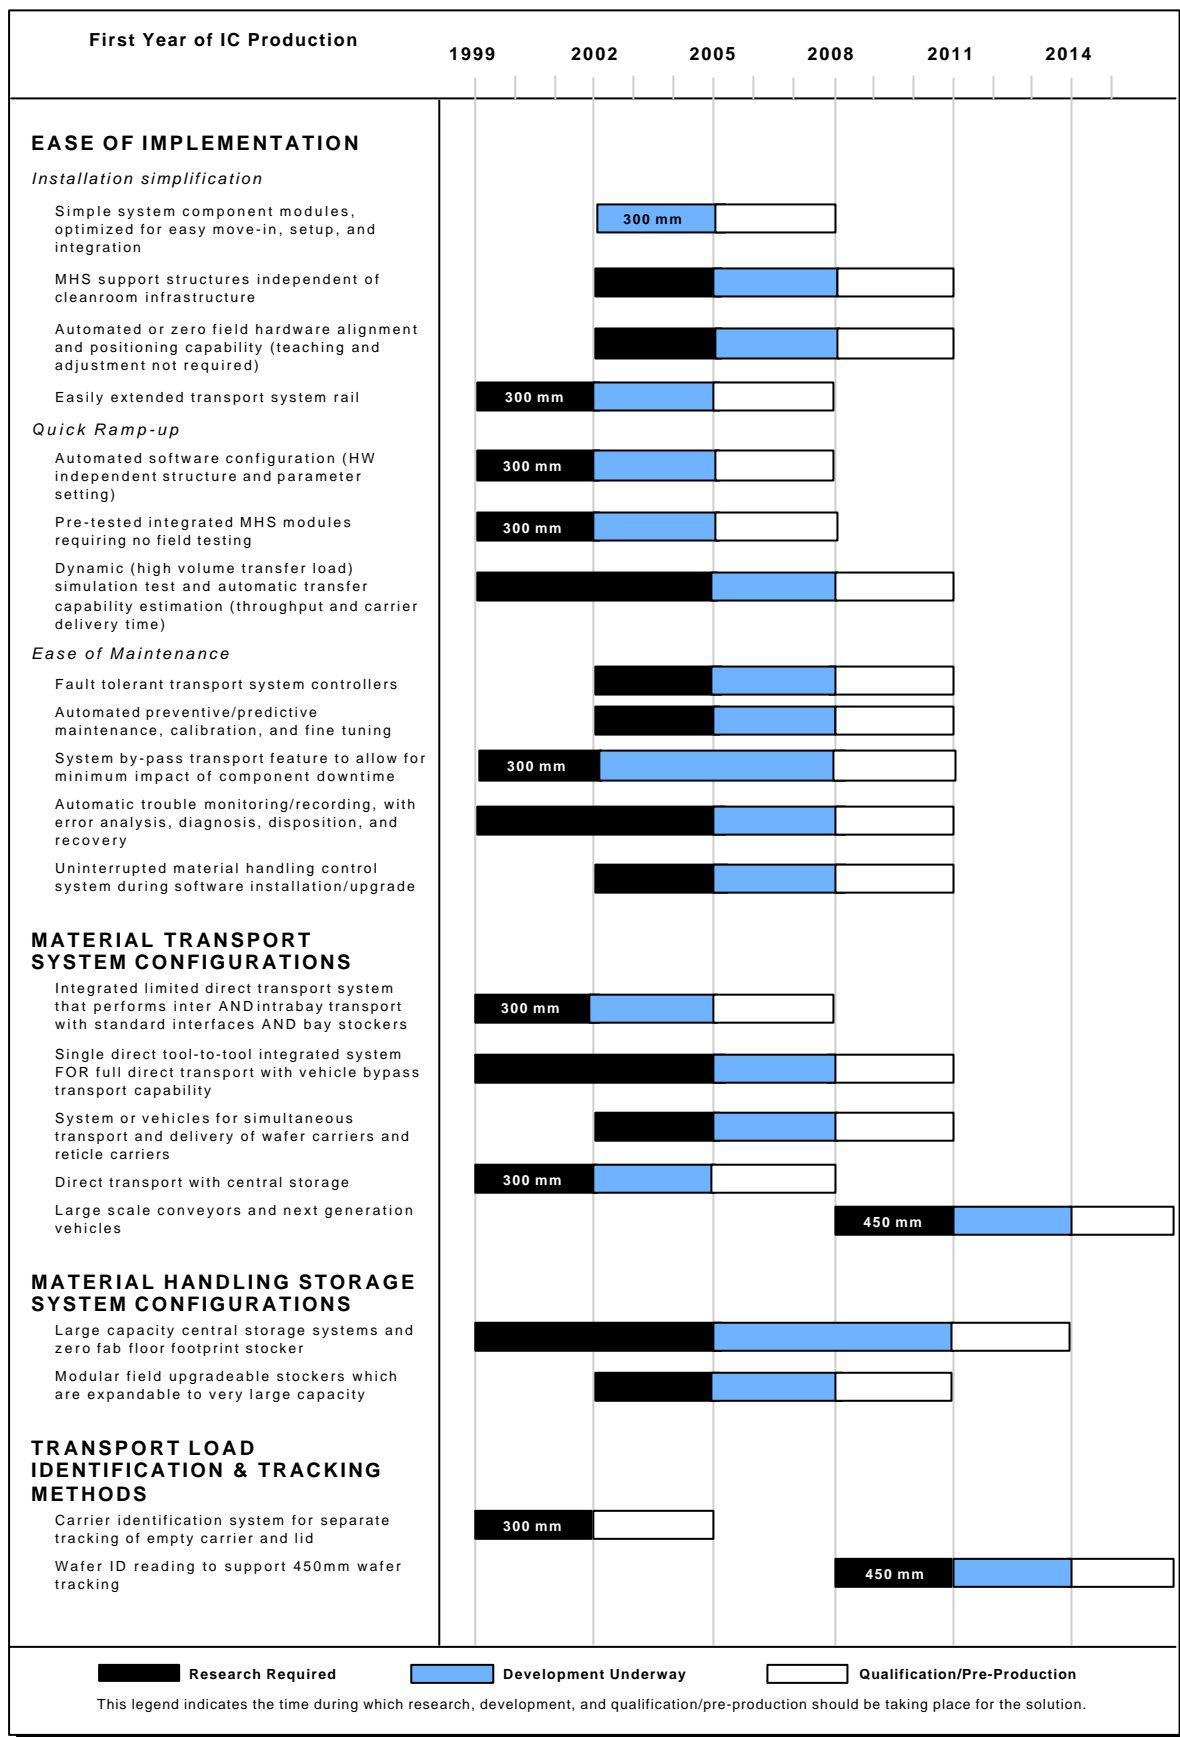 First Year of IC Production
1999 2002 2005 2008 2011 2014
EASE OF IMPLEMENTATION
Installation simplification
Simple system component modules,
optimized for easy move-in, setup, and
integration
300 mm
MHS support structures independent of
cleanroom infrastructure
Automated or zero field hardware alignment
and positioning capability (teaching and
adjustment not required)
Easily extended transport system rail
300 mm
Quick Ramp-up
Automated software configuration (HW
independent structure and parameter
setting)
300 mm
Pre-tested integrated MHS modules
requiring no field testing
300 mm
Dynamic (high volume transfer load)
simulation test and automatic transfer
capability estimation (throughput and carrier
delivery time)
Ease of Maintenance
Fault tolerant transport system controllers
Automated preventive/predictive
maintenance, calibration, and fine tuning
System by-pass transport feature to allow for
minimum impact of component downtime
300 mm
Automatic trouble monitoring/recording, with
error analysis, diagnosis, disposition, and
recovery
Uninterrupted material handling control
system during software installation/upgrade
MATERIAL TRANSPORT
SYSTEM CONFIGURATIONS
Integrated limited direct transport system
that performs inter AND intrabay transport
with standard interfaces AND bay stockers
300 mm
Single direct tool-to-tool integrated system
FOR full direct transport with vehicle bypass
transport capability
System or vehicles for simultaneous
transport and delivery of wafer carriers and
reticle carriers
Direct transport with central storage
300 mm
Large scale conveyors and next generation
vehicles
450 mm
MATERIAL HANDLING STORAGE
SYSTEM CONFIGURATIONS
Large capacity central storage systems and
zero fab floor footprint stocker
Modular field upgradeable stockers which
are expandable to very large capacity
TRANSPORT LOAD
IDENTIFICATION & TRACKING
METHODS
Carrier identification system for separate
tracking of empty carrier and lid
300 mm
Wafer ID reading to support 450mm wafer
tracking
450 mm
Research Required
Development Underway
Qualification/Pre-Production
This legend indicates the time during which research, development, and qualification/pre-production should be taking place for the solution.